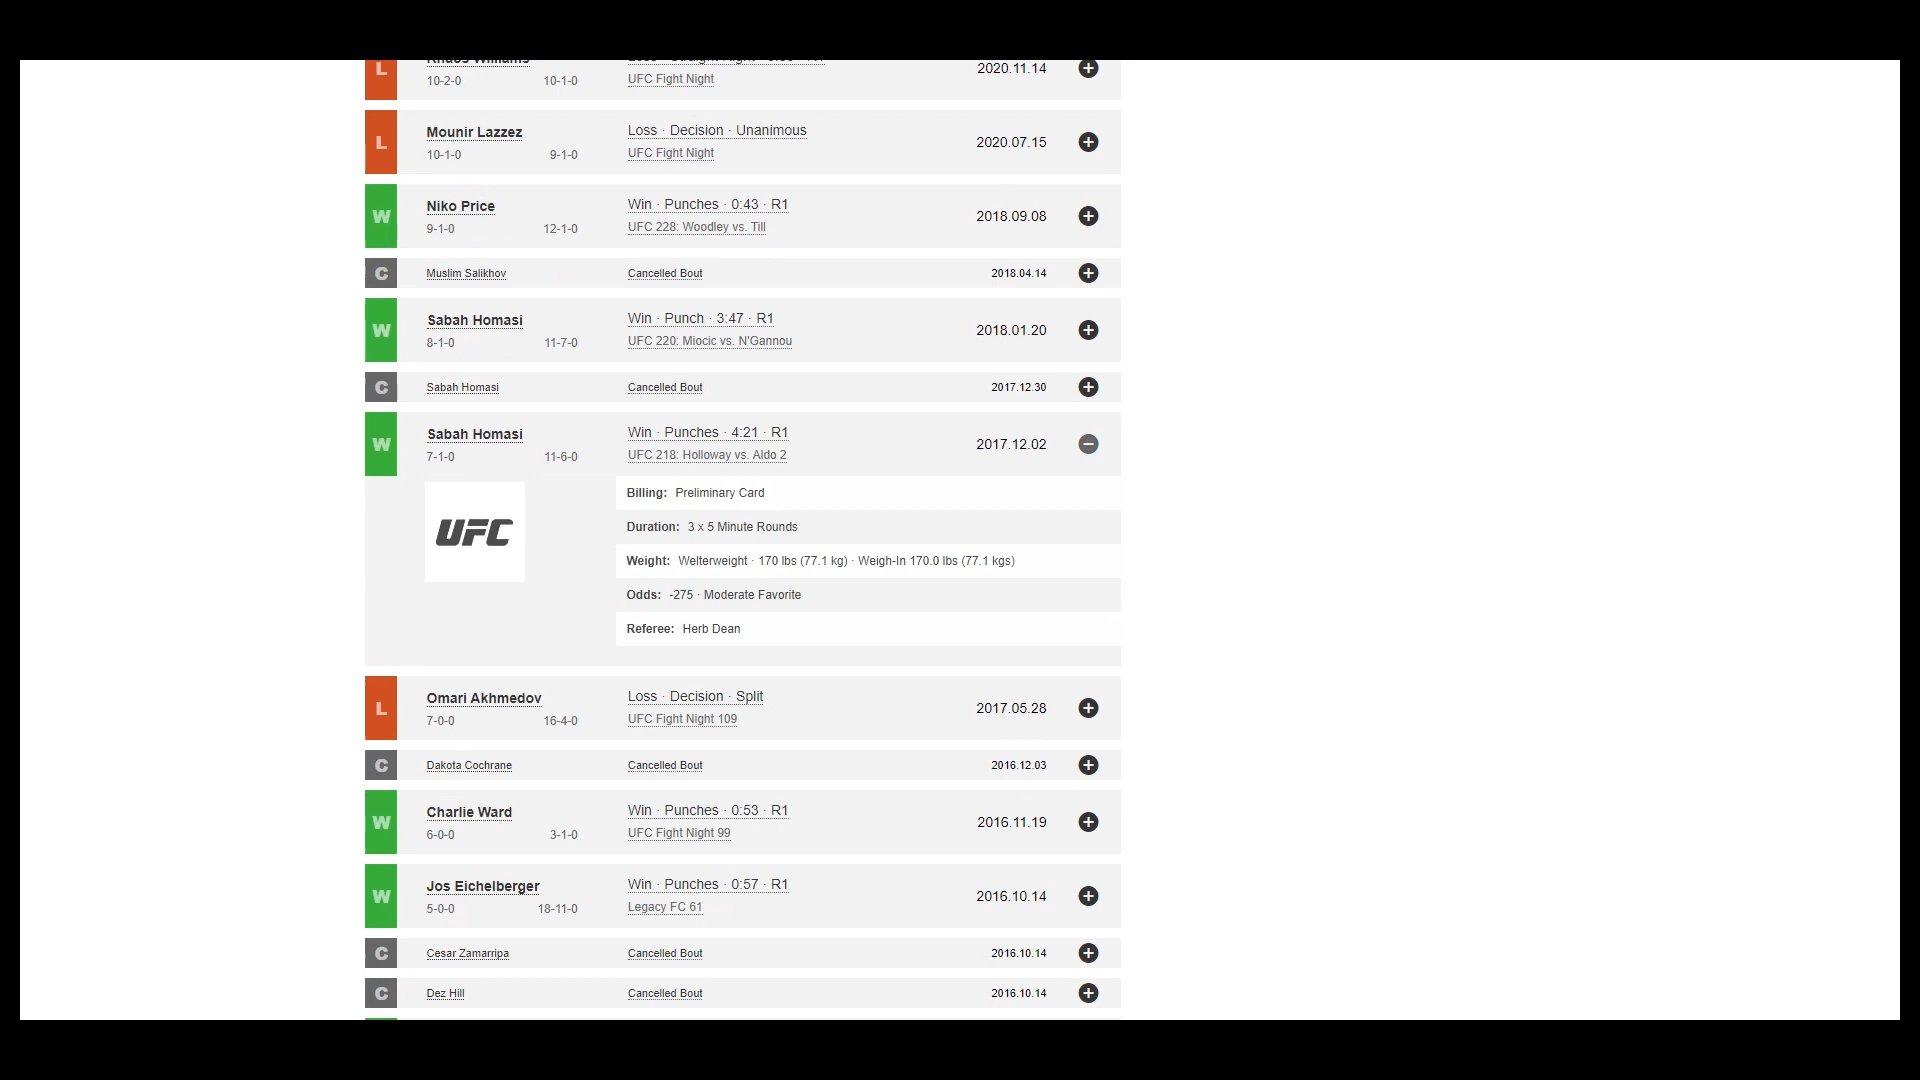 L
10-2-0 10-1-0 UFC Fight Night 2020.11.14
L Mounir Lazzez Loss · Decision · Unanimous 2020.07.15
10-1-0 9-1-0 UFC Fight Night
W Niko Price Win · Punches · 0:43 · R1 2018.09.08
9-1-0 12-1-0 UFC 228: Woodley vs. Till
C Muslim Salikhov Cancelled Bout 2018.04.14
W Sabah Homasi Win · Punch · 3:47 · R1 2018.01.20
8-1-0 11-7-0 UFC 220: Miocic vs. N'Gannou
C Sabah Homasi Cancelled Bout 2017.12.30
W Sabah Homasi Win · Punches · 4:21 · R1 2017.12.02
7-1-0 11-6-0 UFC 218: Holloway vs. Aldo 2
UFC
Billing: Preliminary Card
Duration: 3 x 5 Minute Rounds
Weight: Welterweight · 170 lbs (77.1 kg) · Weigh-In 170.0 lbs (77.1 kgs)
Odds: -275 · Moderate Favorite
Referee: Herb Dean
L Omari Akhmedov Loss · Decision · Split 2017.05.28
7-0-0 16-4-0 UFC Fight Night 109
C Dakota Cochrane Cancelled Bout 2016.12.03
W Charlie Ward Win · Punches · 0:53 · R1 2016.11.19
6-0-0 3-1-0 UFC Fight Night 99
W Jos Eichelberger Win · Punches · 0:57 · R1 2016.10.14
5-0-0 18-11-0 Legacy FC 61
C Cesar Zamarripa Cancelled Bout 2016.10.14
C Dez Hill Cancelled Bout 2016.10.14